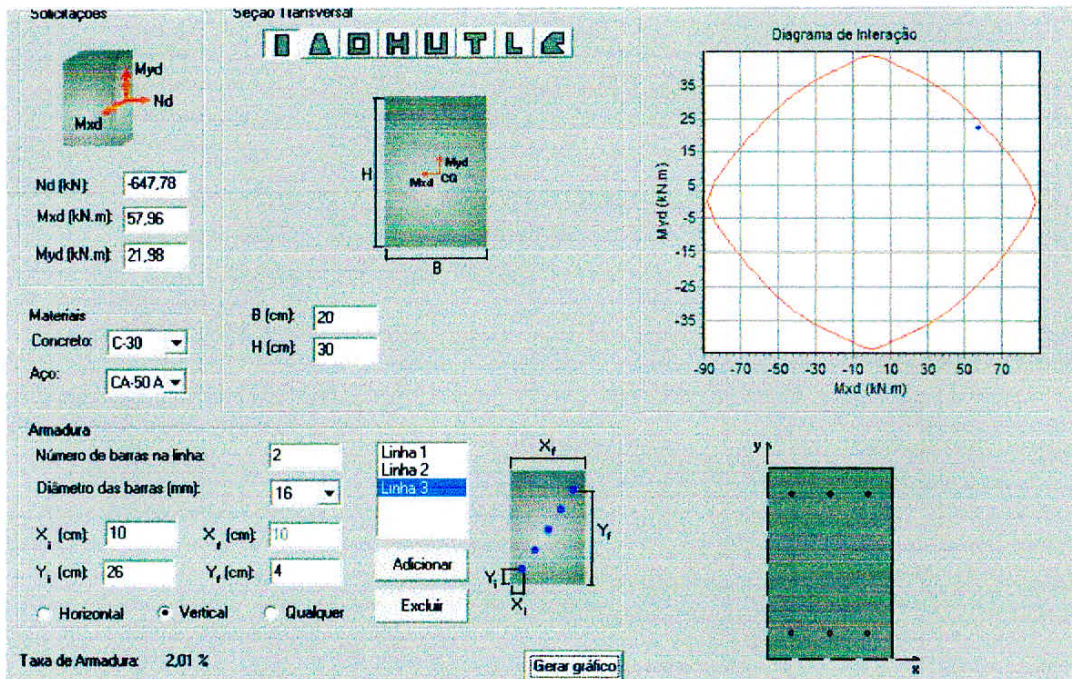 Solicitações
Myd
Nd
Mxd
Nd (kN): -647,78
Mxd (kN.m): 57,96
Myd (kN.m): 21,98
Materiais
Concreto: C-30
Aço: CA-50 A
Seção Transversal
H
Myd
Mxd CG
B
B (cm): 20
H (cm): 30
Diagrama de Interação
Myd (kN.m)
35
25
15
5
-5
-15
-25
-35
-90 -70 -50 -30 -10 10 30 50 70
Mxd (kN.m)
Armadura
Número de barras na linha: 2
Diâmetro das barras (mm): 16
Xi (cm): 10 Xf (cm): 10
Yi (cm): 26 Yf (cm): 4
Horizontal Vertical Qualquer
Linha 1
Linha 2
Linha 3
Adicionar
Excluir
Xf
Yf
Yi
Xi
y
x
Taxa de Armadura: 2,01 %
Gerar gráfico